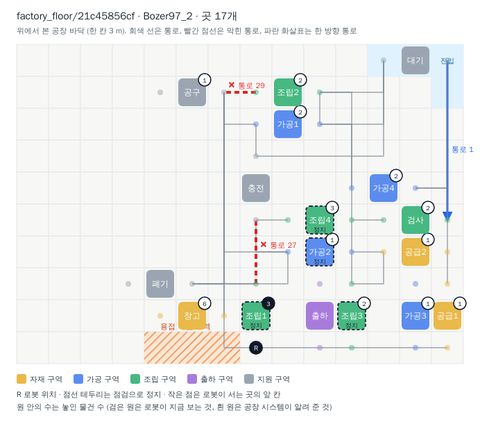 factory_floor/21c45856cf · Bozer97_2 · 곳 17개
위에서 본 공장 바닥 (한 칸 3 m). 회색 선은 통로, 빨간 점선은 막힌 통로, 파란 화살표는 한 방향 통로
대기
전립
공구
1
✕ 통로 29
조립2
2
가공1
2
통로 1
충전
가공4
2
조립4
3
정지
검사
2
✕ 통로 27
가공2
1
정지
공급2
1
폐기
창고
6
용접
역
조립1
3
정지
출하
조립3
2
정지
가공3
1
공급1
1
R
자재 구역
가공 구역
조립 구역
출하 구역
지원 구역
R 로봇 위치 · 점선 테두리는 점검으로 정지 · 작은 점은 로봇이 서는 곳의 앞 칸
원 안의 수는 놓인 물건 수 (검은 원은 로봇이 지금 보는 것, 흰 원은 공장 시스템이 알려 준 것)